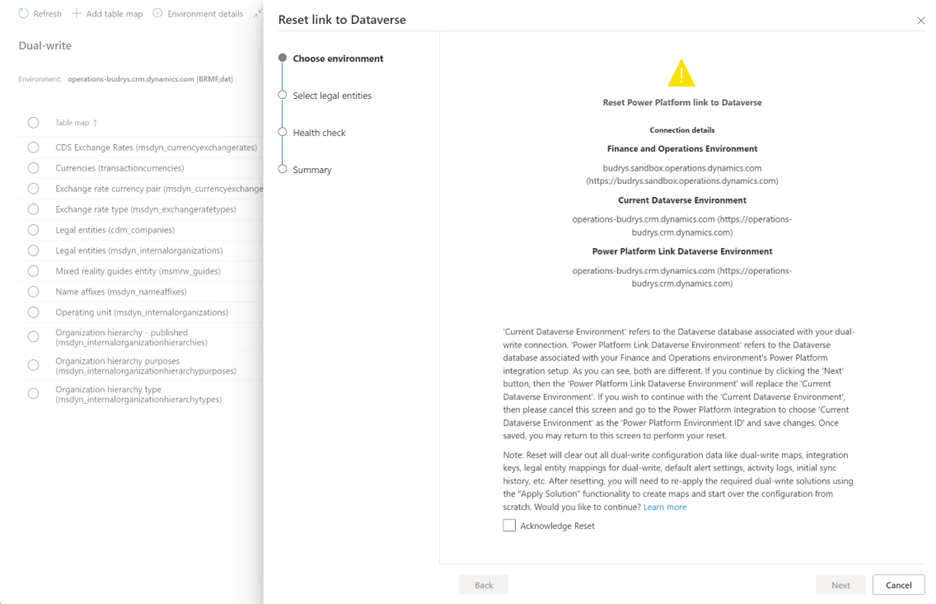 Refresh
Add table map
Environment details
Dual-write
Environment: operations-budrys.crm.dynamics.com [BRMF,dat]
Table map ↑
CDS Exchange Rates (msdyn_currencyexchangerates)
Currencies (transactioncurrencies)
Exchange rate currency pair (msdyn_currencyexchange
Exchange rate type (msdyn_exchangeratetypes)
Legal entities (cdm_companies)
Legal entities (msdyn_internalorganizations)
Mixed reality guides entity (msmrw_guides)
Name affixes (msdyn_nameaffixes)
Operating unit (msdyn_internalorganizations)
Organization hierarchy - published
(msdyn_internalorganizationhierarchies)
Organization hierarchy purposes
(msdyn_internalorganizationhierarchypurposes)
Organization hierarchy type
(msdyn_internalorganizationhierarchytypes)
Reset link to Dataverse
Choose environment
Select legal entities
Health check
Summary
Reset Power Platform link to Dataverse
Connection details
Finance and Operations Environment
budrys.sandbox.operations.dynamics.com
(https://budrys.sandbox.operations.dynamics.com)
Current Dataverse Environment
operations-budrys.crm.dynamics.com (https://operations-
budrys.crm.dynamics.com)
Power Platform Link Dataverse Environment
operations-budrys.crm.dynamics.com (https://operations-
budrys.crm.dynamics.com)
'Current Dataverse Environment' refers to the Dataverse database associated with your dual-
write connection. 'Power Platform Link Dataverse Environment' refers to the Dataverse
database associated with your Finance and Operations environment's Power Platform
integration setup. As you can see, both are different. If you continue by clicking the 'Next'
button, then the 'Power Platform Link Dataverse Environment' will replace the 'Current
Dataverse Environment'. If you wish to continue with the 'Current Dataverse Environment',
then please cancel this screen and go to the Power Platform Integration to choose 'Current
Dataverse Environment' as the 'Power Platform Environment ID' and save changes. Once
saved, you may return to this screen to perform your reset.
Note: Reset will clear out all dual-write configuration data like dual-write maps, integration
keys, legal entity mappings for dual-write, default alert settings, activity logs, initial sync
history, etc. After resetting, you will need to re-apply the required dual-write solutions using
the "Apply Solution" functionality to create maps and start over the configuration from
scratch. Would you like to continue? Learn more
Acknowledge Reset
Back
Next
Cancel